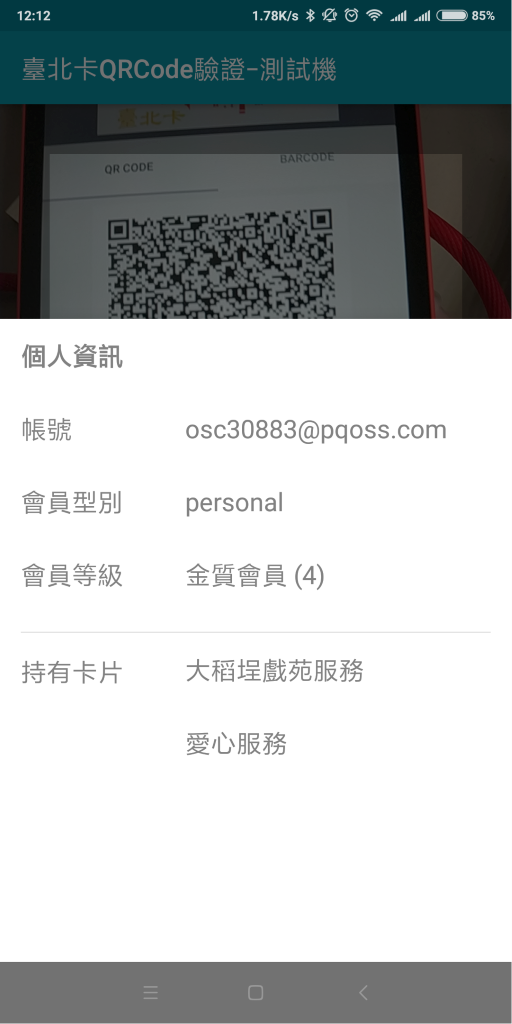 12:12
1.78K/s
85%
臺北卡QRCode驗證-測試機
臺北卡
QR CODE
BARCODE
個人資訊
帳號
osc30883@pqoss.com
會員型別
personal
會員等級
金質會員 (4)
持有卡片
大稻埕戲苑服務
愛心服務